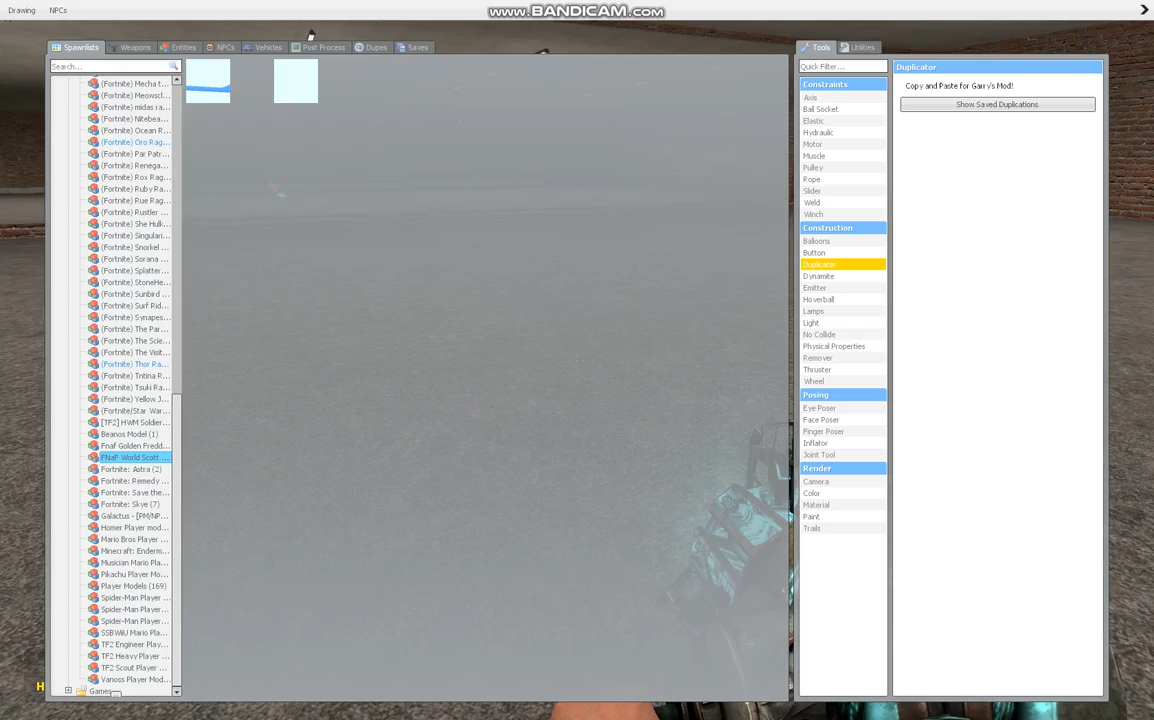 Drawing
NPCs
www.BANDICAM.com
Spawnlists
Weapons
Entities
NPCs
Vehicles
Post Process
Dupes
Saves
Search...
(Fortnite) Mecha t...
(Fortnite) Meowscl...
(Fortnite) midas ra...
(Fortnite) Nitebea...
(Fortnite) Ocean R...
(Fortnite) Oro Rag...
(Fortnite) Par Patr...
(Fortnite) Renega...
(Fortnite) Rox Rag...
(Fortnite) Ruby Ra...
(Fortnite) Rue Rag...
(Fortnite) Rustler ...
(Fortnite) She Hulk...
(Fortnite) Singulari...
(Fortnite) Snorkel ...
(Fortnite) Sorana ...
(Fortnite) Splatter...
(Fortnite) StoneHe...
(Fortnite) Sunbird ...
(Fortnite) Surf Rid...
(Fortnite) Synapes...
(Fortnite) The Par...
(Fortnite) The Scie...
(Fortnite) The Visit...
(Fortnite) Thor Ra...
(Fortnite) Tntina R...
(Fortnite) Tsuki Ra...
(Fortnite) Yellow J...
(Fortnite/Star War...
[TF2] HWM Soldier...
Beanos Model (1)
Fnaf Golden Fredd...
FNaF World Scott ...
Fortnite: Astra (2)
Fortnite: Remedy ...
Fortnite: Save the...
Fortnite: Skye (7)
Galactus - [PM/NP...
Homer Player mod...
Mario Bros Player ...
Minecraft: Enderm...
Musician Mario Pla...
Pikachu Player Mo...
Player Models (169)
Spider-Man Player ...
Spider-Man Player...
Spider-Man Player ...
SSBWiiU Mario Pla...
TF2 Engineer Play...
TF2 Heavy Player ...
TF2 Scout Player ...
Vanoss Player Mod...
Games
H
Tools
Utilities
Quick Filter...
Constraints
Axis
Ball Socket
Elastic
Hydraulic
Motor
Muscle
Pulley
Rope
Slider
Weld
Winch
Construction
Balloons
Button
Duplicator
Dynamite
Emitter
Hoverball
Lamps
Light
No Collide
Physical Properties
Remover
Thruster
Wheel
Posing
Eye Poser
Face Poser
Finger Poser
Inflator
Joint Tool
Render
Camera
Color
Material
Paint
Trails
Duplicator
Copy and Paste for Garry's Mod!
Show Saved Duplications